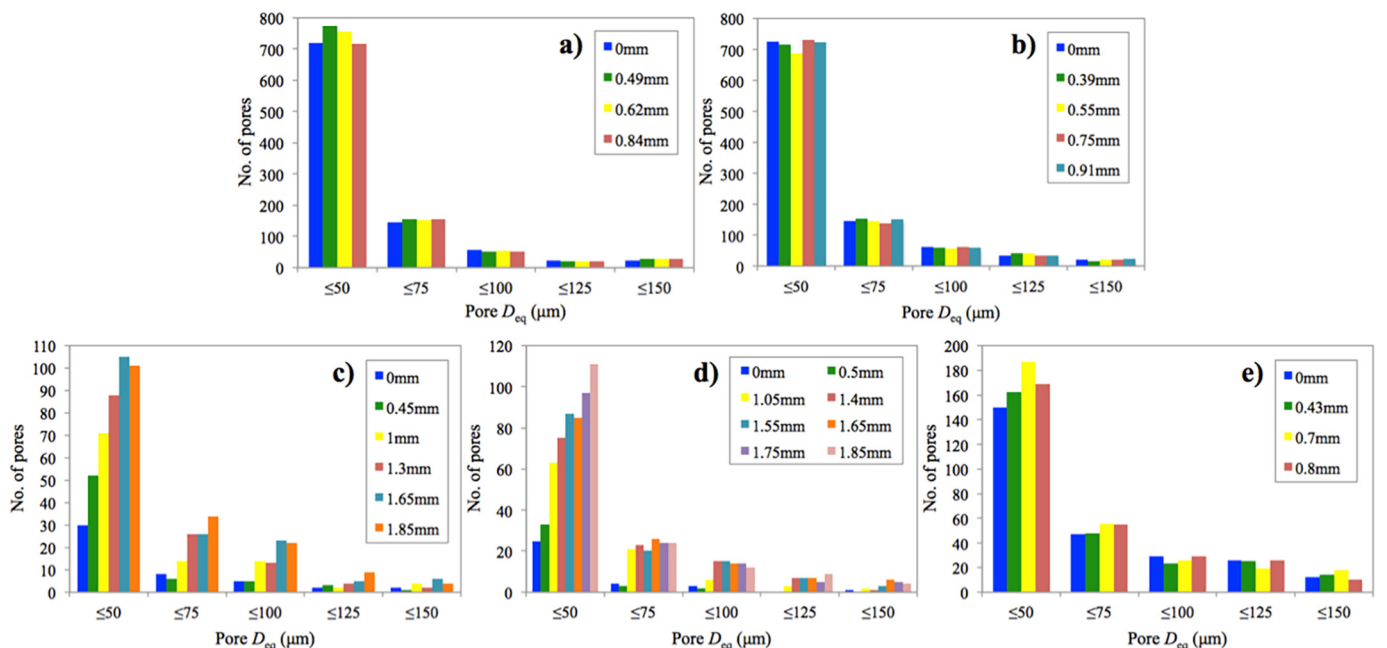 800
700
600
500
400
300
200
100
0
No. of pores
≤50 ≤75 ≤100 ≤125 ≤150
Pore Deq (μm)
a)
0mm
0.49mm
0.62mm
0.84mm
800
700
600
500
400
300
200
100
0
No. of pores
≤50 ≤75 ≤100 ≤125 ≤150
Pore Deq (μm)
b)
0mm
0.39mm
0.55mm
0.75mm
0.91mm
110
100
90
80
70
60
50
40
30
20
10
0
No. of pores
≤50 ≤75 ≤100 ≤125 ≤150
Pore Deq (μm)
c)
0mm
0.45mm
1mm
1.3mm
1.65mm
1.85mm
120
100
80
60
40
20
0
No. of pores
≤50 ≤75 ≤100 ≤125 ≤150
Pore Deq (μm)
d)
0mm 0.5mm
1.05mm 1.4mm
1.55mm 1.65mm
1.75mm 1.85mm
200
180
160
140
120
100
80
60
40
20
0
No. of pores
≤50 ≤75 ≤100 ≤125 ≤150
Pore Deq (μm)
e)
0mm
0.43mm
0.7mm
0.8mm